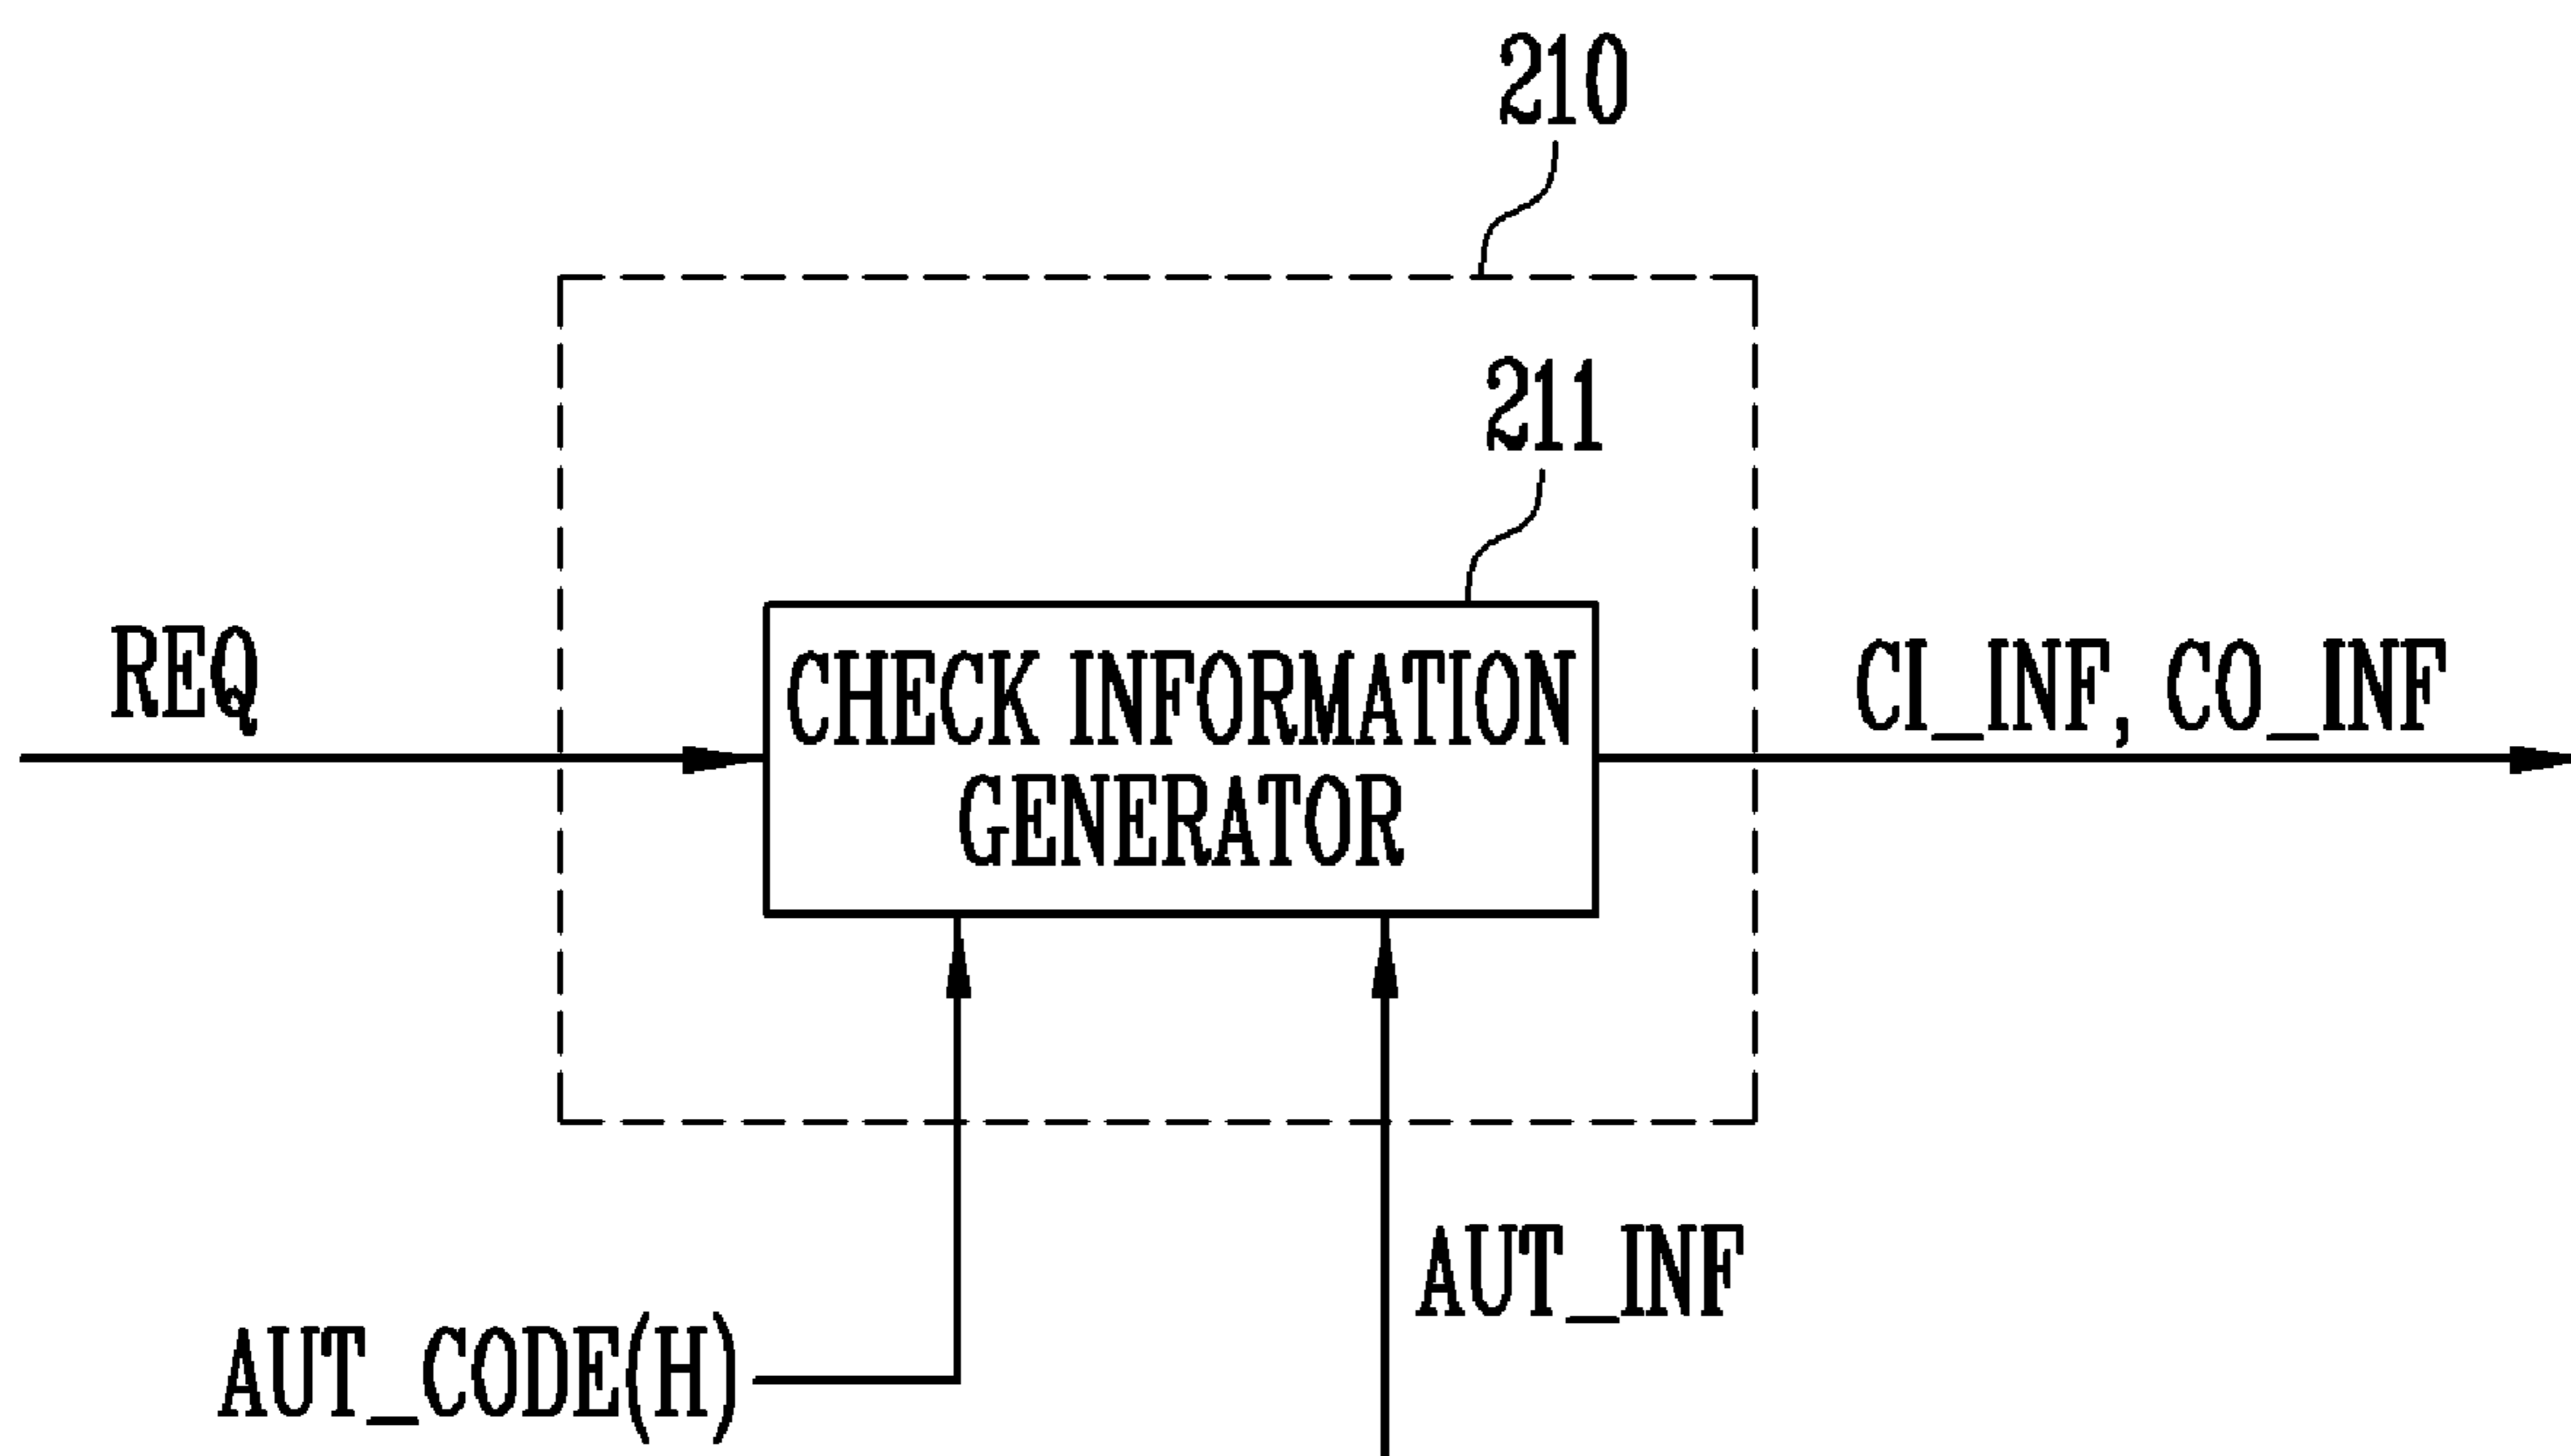 210
211
REQ
CHECK INFORMATION
GENERATOR
CI_INF, CO_INF
AUT_INF
AUT_CODE(H)